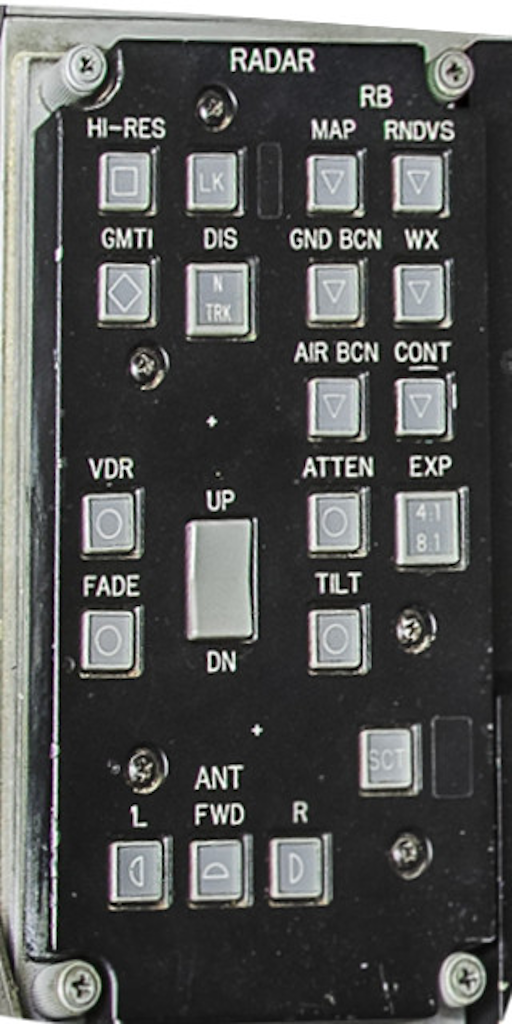 RADAR
RB
HI-RES MAP RNDVS
LK
GMTI DIS GND BCN WX
N
TRK
AIR BCN CONT
VDR ATTEN EXP
UP
4:1
8:1
FADE TILT
DN
SCT
ANT
L FWD R